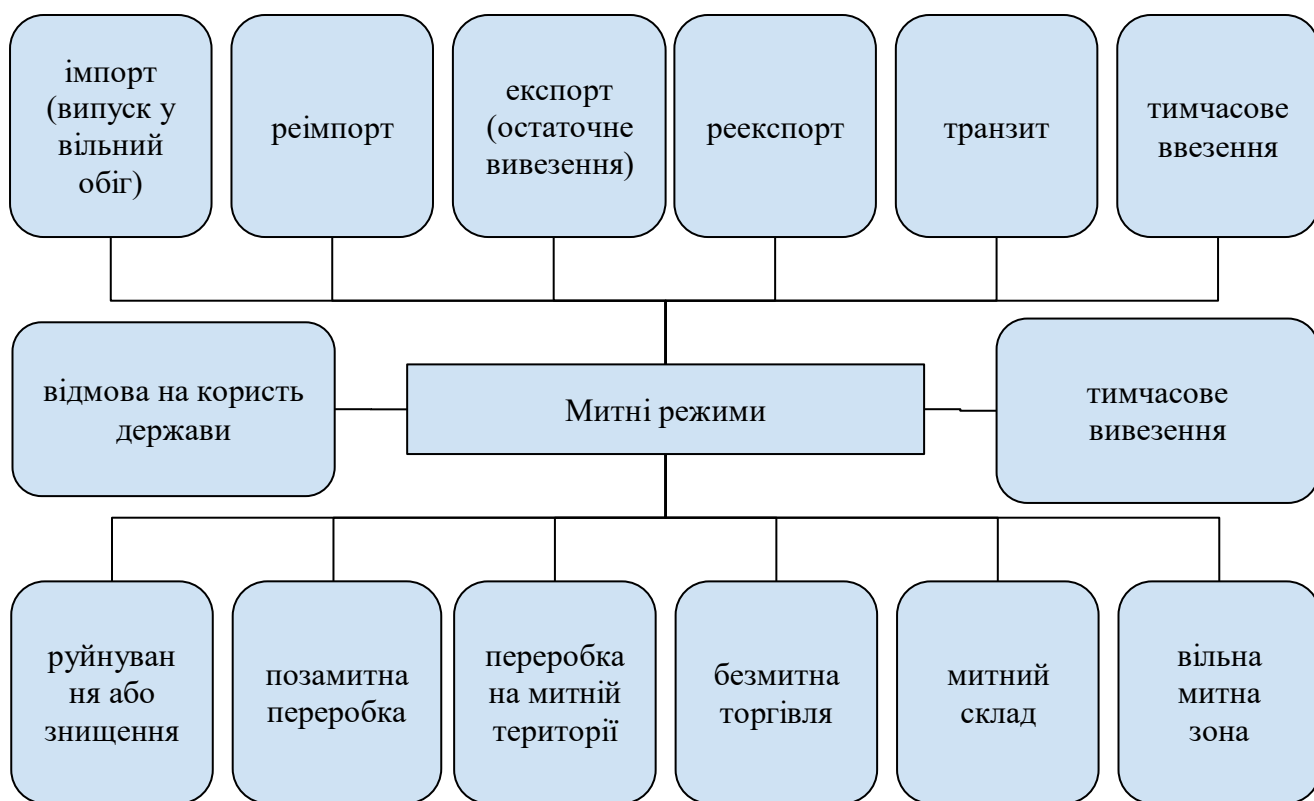 імпорт
(випуск у
вільний
обіг)
реімпорт
експорт
(остаточне
вивезення)
реекспорт
транзит
тимчасове
ввезення
відмова на користь
держави
Митні режими
тимчасове
вивезення
руйнуван
ня або
знищення
позамитна
переробка
переробка
на митній
території
безмитна
торгівля
митний
склад
вільна
митна
зона